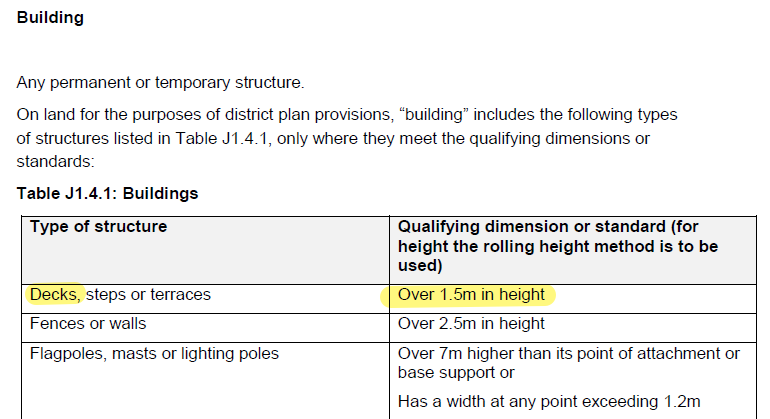 Building
Any permanent or temporary structure.
On land for the purposes of district plan provisions, “building” includes the following types
of structures listed in Table J1.4.1, only where they meet the qualifying dimensions or
standards:
Table J1.4.1: Buildings
Type of structure
Qualifying dimension or standard (for
height the rolling height method is to be
used)
Decks, steps or terraces
Over 1.5m in height
Fences or walls
Over 2.5m in height
Flagpoles, masts or lighting poles
Over 7m higher than its point of attachment or
base support or
Has a width at any point exceeding 1.2m